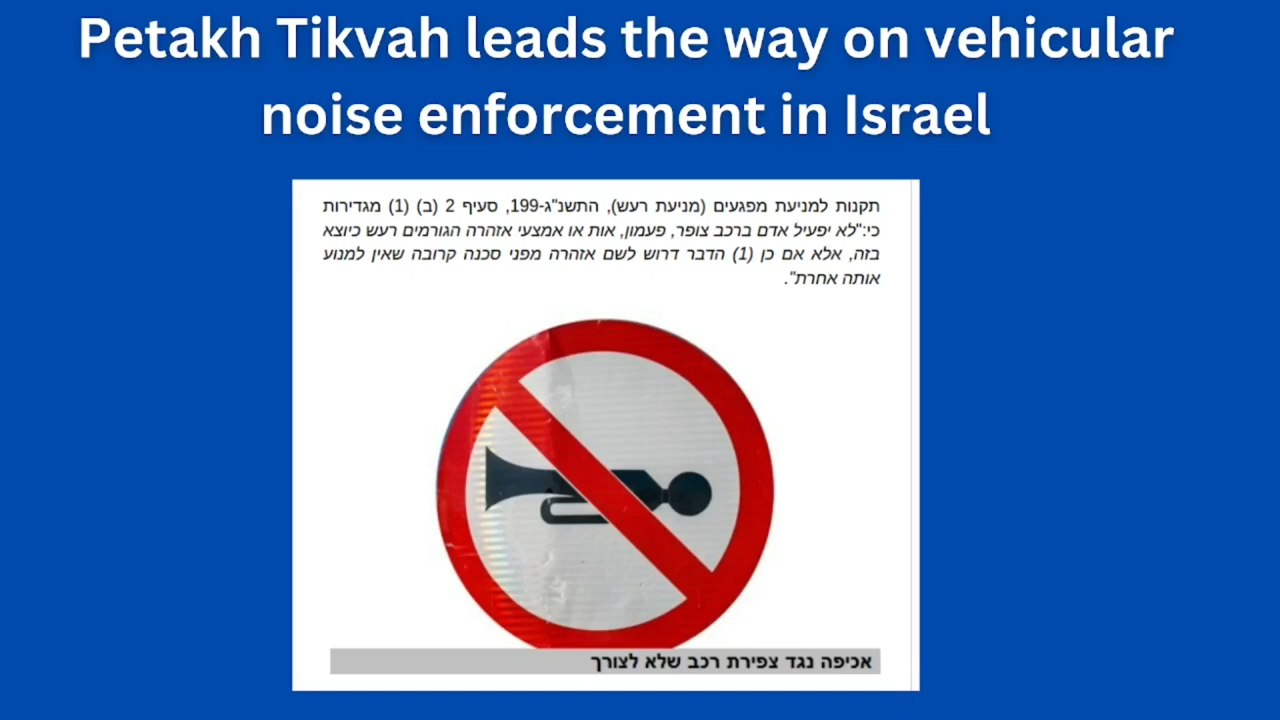 Petakh Tikvah leads the way on vehicular
noise enforcement in Israel
תקנות למניעת מפגעים (מניעת רעש), התשנ"ג-199, סעיף 2 (ב) (1) מגדירות
כי:"לא יפעיל אדם ברכב צופר, פעמון, אות או אמצעי אזהרה הגורמים רעש כיוצא
בזה, אלא אם כן (1) הדבר דרוש לשם אזהרה מפני סכנה קרובה שאין למנוע
אותה אחרת".
אכיפה נגד צפירת רכב שלא לצורך